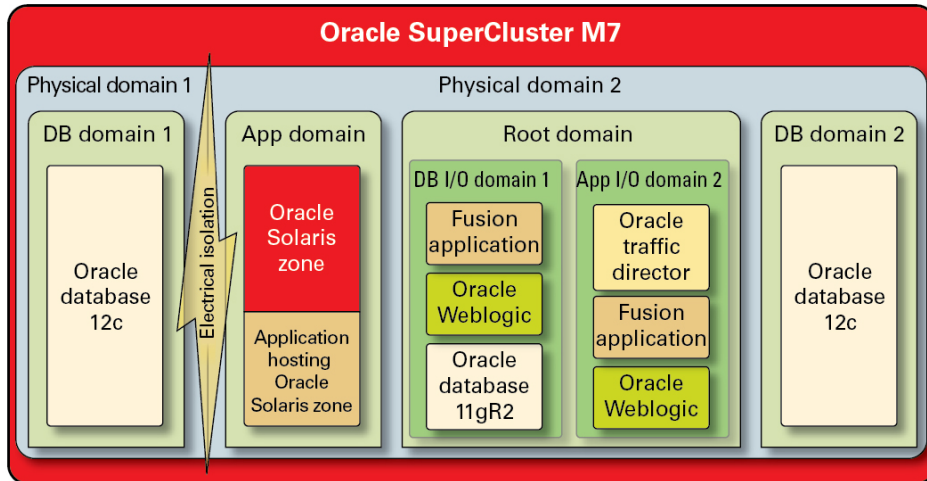 Oracle SuperCluster M7
Physical domain 1
Physical domain 2
DB domain 1
Oracle
database
12c
Electrical isolation
App domain
Oracle
Solaris
zone
Application
hosting
Oracle
Solaris zone
Root domain
DB I/O domain 1
Fusion
application
Oracle
Weblogic
Oracle
database
11gR2
App I/O domain 2
Oracle
traffic
director
Fusion
application
Oracle
Weblogic
DB domain 2
Oracle
database
12c